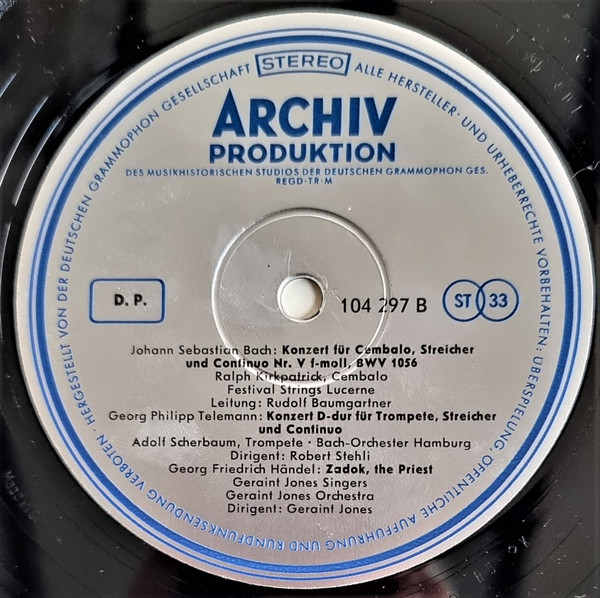 HERGESTELLT VON DER DEUTSCHEN GRAMMOPHON GESELLSCHAFT STEREO ALLE HERSTELLER- UND URHEBERRECHTE VORBEHALTEN: ÜBERSPIELUNG · ÖFFENTLICHE AUFFÜHRUNG UND RUNDFUNKSENDUNG VERBOTEN ·
ARCHIV
PRODUKTION
DES MUSIKHISTORISCHEN STUDIOS DER DEUTSCHEN GRAMMOPHON GES.
REGD·TR·M
D. P.
104 297 B
ST 33
Johann Sebastian Bach: Konzert für Cembalo, Streicher
und Continuo Nr. V f-moll, BWV 1056
Ralph Kirkpatrick, Cembalo
Festival Strings Lucerne
Leitung: Rudolf Baumgartner
Georg Philipp Telemann: Konzert D-dur für Trompete, Streicher
und Continuo
Adolf Scherbaum, Trompete · Bach-Orchester Hamburg
Dirigent: Robert Stehli
Georg Friedrich Händel: Zadok, the Priest
Geraint Jones Singers
Geraint Jones Orchestra
Dirigent: Geraint Jones